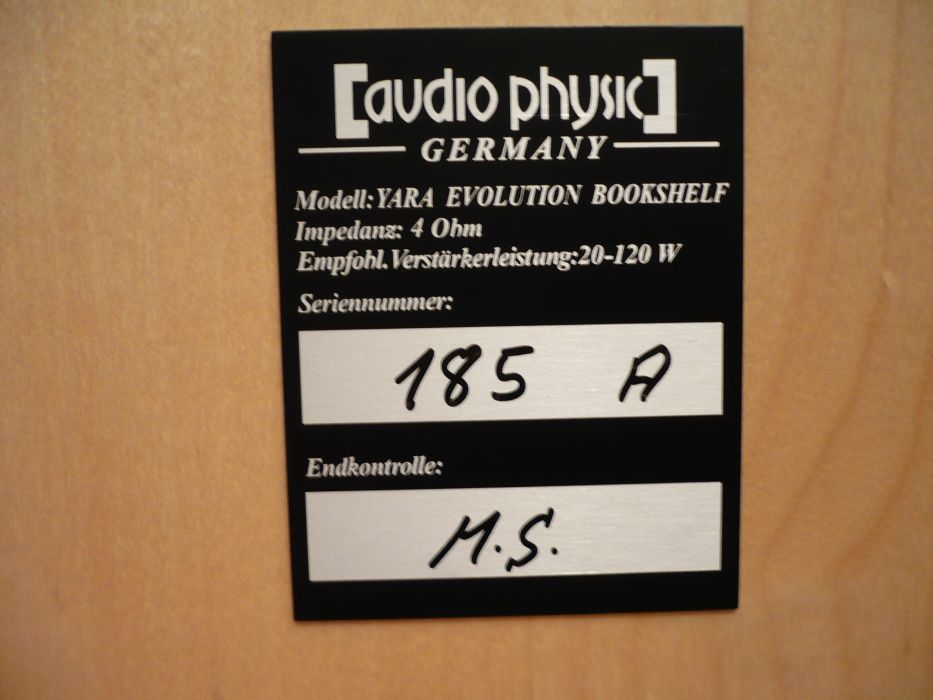 [audio physic]
GERMANY
Modell: YARA EVOLUTION BOOKSHELF
Impedanz: 4 Ohm
Empfohl. Verstärkerleistung: 20-120 W
Seriennummer:
185 A
Endkontrolle:
M.S.